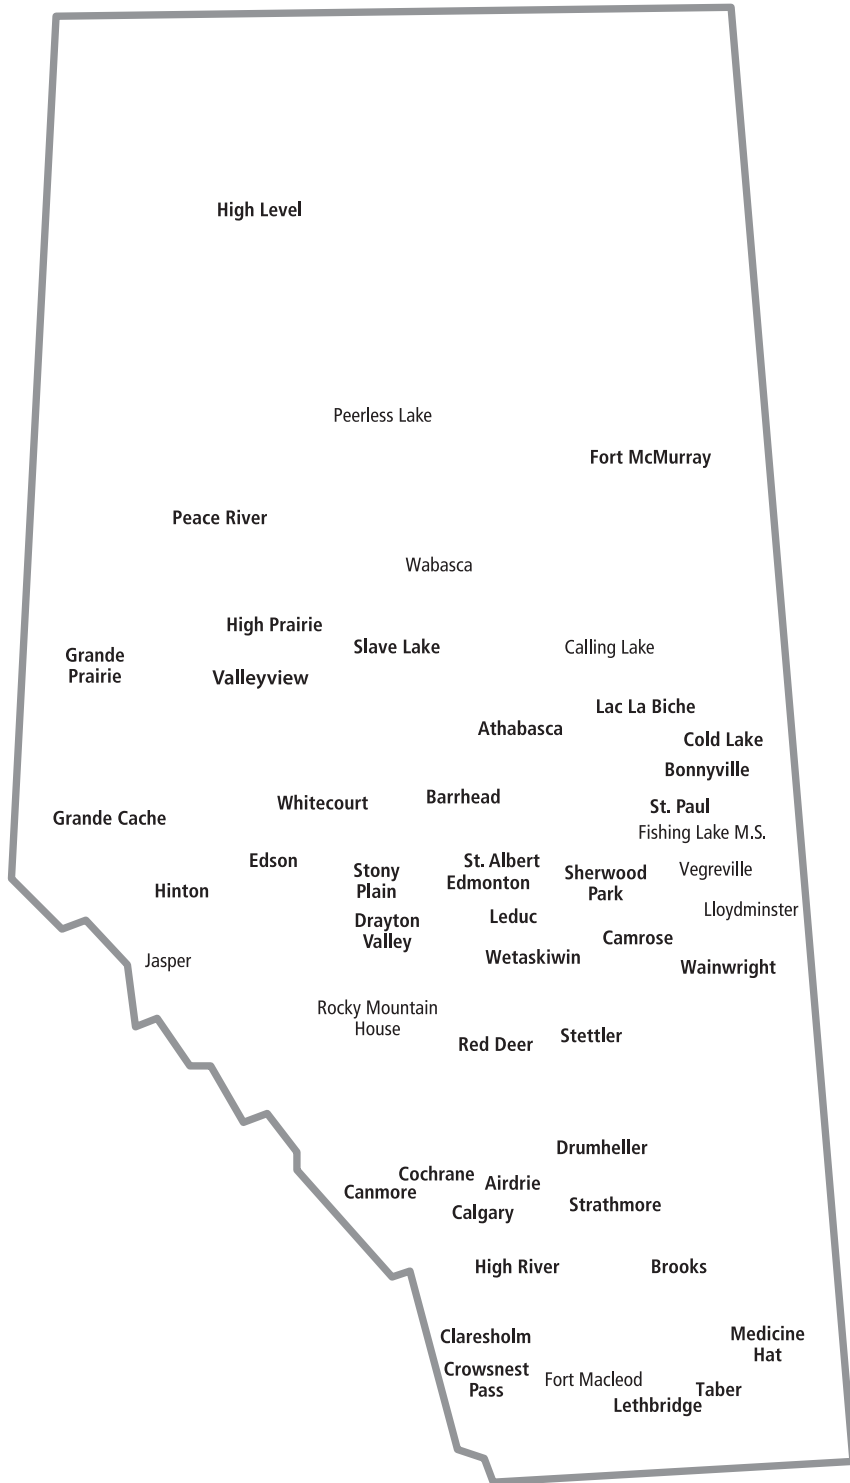 High Level
Peerless Lake
Fort McMurray
Peace River
Wabasca
High Prairie
Slave Lake
Calling Lake
Grande
Prairie
Valleyview
Lac La Biche
Athabasca
Cold Lake
Bonnyville
Barrhead
Whitecourt
St. Paul
Grande Cache
Fishing Lake M.S.
Edson
St. Albert
Edmonton
Stony
Plain
Sherwood
Park
Vegreville
Hinton
Lloydminster
Leduc
Drayton
Valley
Camrose
Wetaskiwin
Jasper
Wainwright
Rocky Mountain
House
Red Deer
Stettler
Drumheller
Cochrane
Airdrie
Canmore
Strathmore
Calgary
High River
Brooks
Claresholm
Medicine
Hat
Crowsnest
Pass
Fort Macleod
Taber
Lethbridge